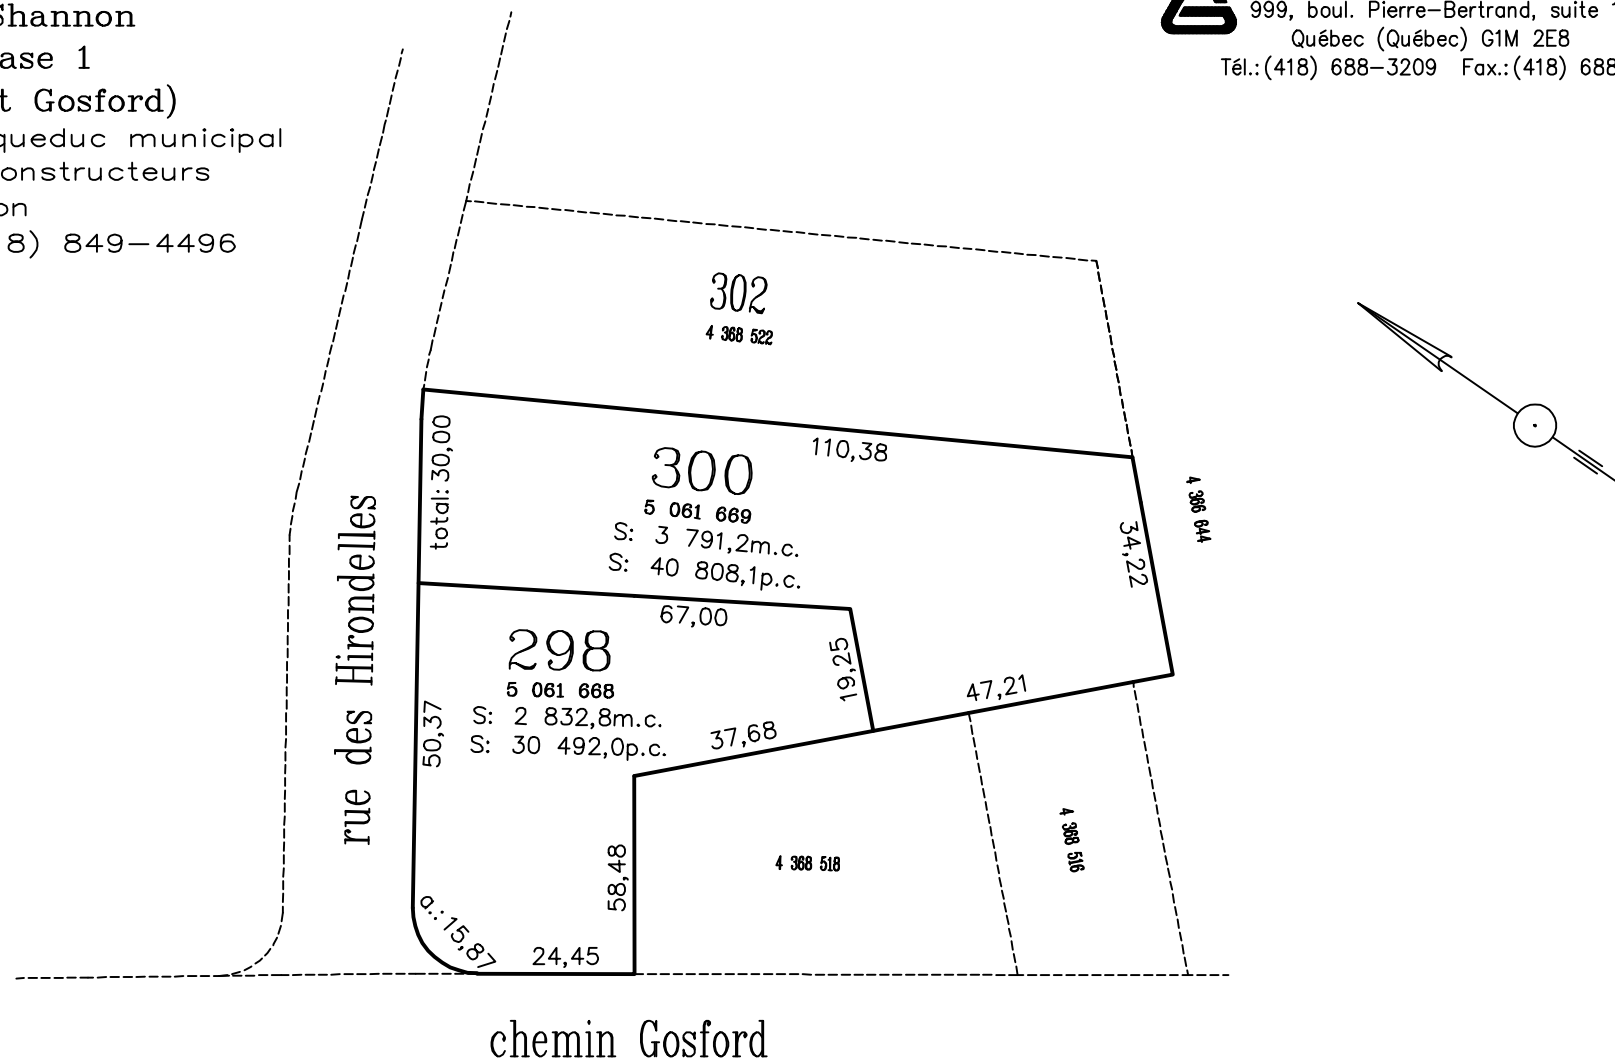 Shannon
ase 1
t Gosford)
queduc municipal
onstructeurs
on
8) 849-4496
999, boul. Pierre-Bertrand, suite 1
Québec (Québec) G1M 2E8
Tél.:(418) 688-3209 Fax.:(418) 688
302
4 368 522
110,38
total: 30,00
300
5 061 669
S: 3 791,2m.c.
S: 40 808,1p.c.
4 366 644
34,22
rue des Hirondelles
67,00
298
5 061 668
S: 2 832,8m.c.
S: 30 492,0p.c.
19,25
47,21
50,37
37,68
58,48
4 368 518
4 368 516
a.:15,87
24,45
chemin Gosford